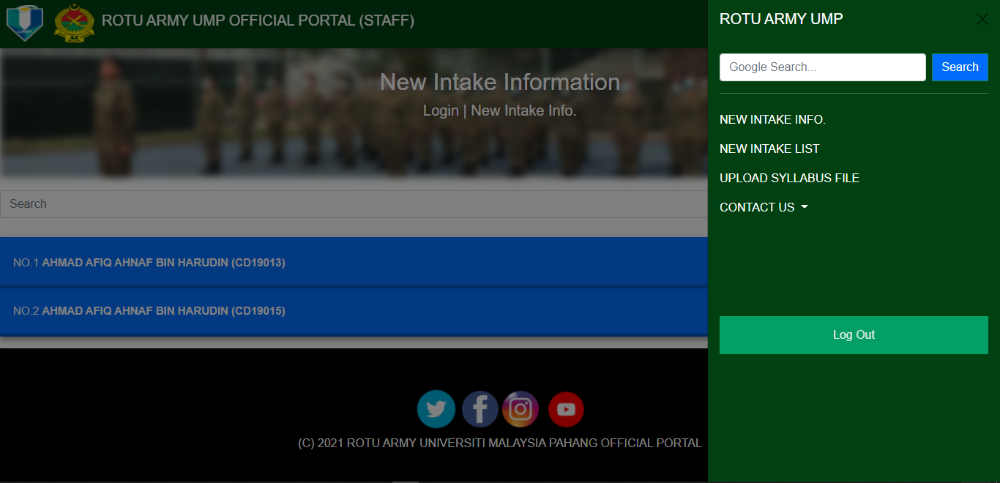 ROTU ARMY UMP OFFICIAL PORTAL (STAFF)
New Intake Information
Login | New Intake Info.
Search
NO.1 AHMAD AFIQ AHNAF BIN HARUDIN (CD19013)
NO.2 AHMAD AFIQ AHNAF BIN HARUDIN (CD19015)
(C) 2021 ROTU ARMY UNIVERSITI MALAYSIA PAHANG OFFICIAL PORTAL
ROTU ARMY UMP
Google Search...
Search
NEW INTAKE INFO.
NEW INTAKE LIST
UPLOAD SYLLABUS FILE
CONTACT US
Log Out